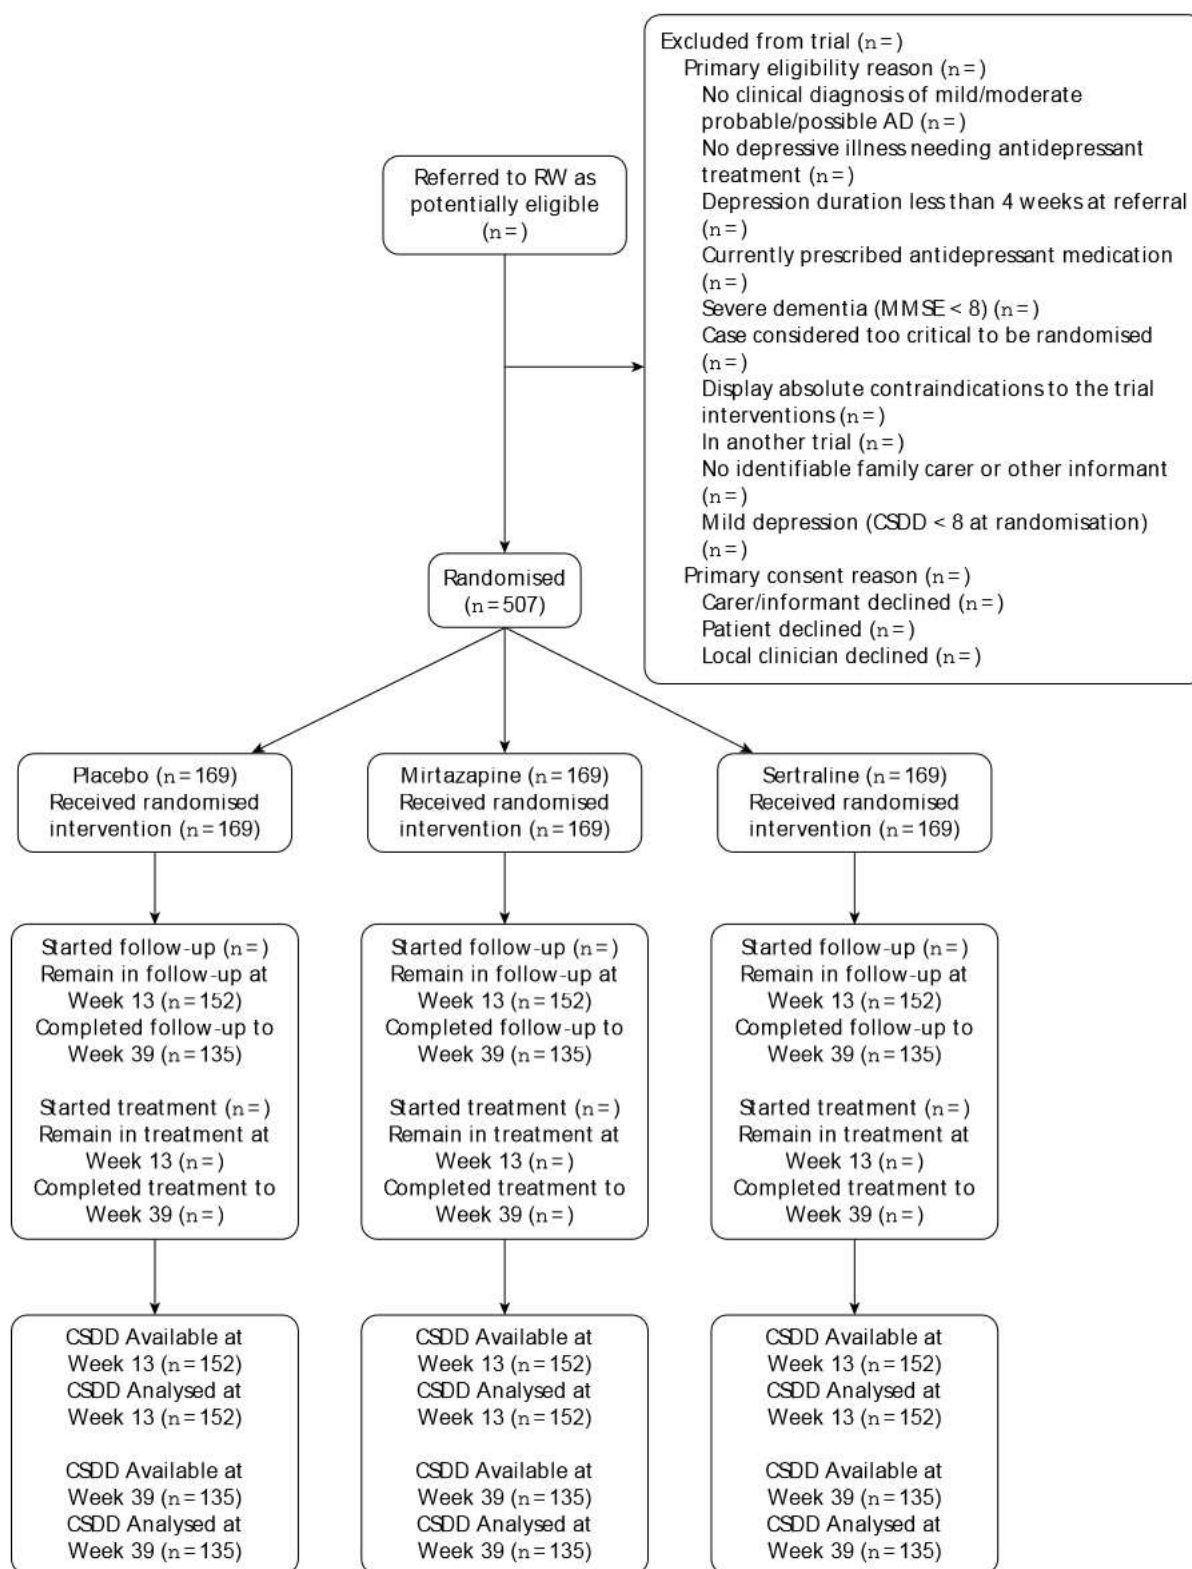 Excluded from trial (n=)
Primary eligibility reason (n=)
No clinical diagnosis of mild/moderate
probable/possible AD (n=)
No depressive illness needing antidepressant
treatment (n=)
Depression duration less than 4 weeks at referral
(n=)
Currently prescribed antidepressant medication
(n=)
Severe dementia (MMSE < 8) (n=)
Case considered too critical to be randomised
(n=)
Display absolute contraindications to the trial
interventions (n=)
In another trial (n=)
No identifiable family carer or other informant
(n=)
Mild depression (CSDD < 8 at randomisation)
(n=)
Primary consent reason (n=)
Carer/informant declined (n=)
Patient declined (n=)
Local clinician declined (n=)
Referred to RW as
potentially eligible
(n=)
Randomised
(n=507)
Placebo (n=169)
Received randomised
intervention (n=169)
Mirtazapine (n=169)
Received randomised
intervention (n=169)
Sertraline (n=169)
Received randomised
intervention (n=169)
Started follow-up (n=)
Remain in follow-up at
Week 13 (n=152)
Completed follow-up to
Week 39 (n=135)
Started treatment (n=)
Remain in treatment at
Week 13 (n=)
Completed treatment to
Week 39 (n=)
Started follow-up (n=)
Remain in follow-up at
Week 13 (n=152)
Completed follow-up to
Week 39 (n=135)
Started treatment (n=)
Remain in treatment at
Week 13 (n=)
Completed treatment to
Week 39 (n=)
Started follow-up (n=)
Remain in follow-up at
Week 13 (n=152)
Completed follow-up to
Week 39 (n=135)
Started treatment (n=)
Remain in treatment at
Week 13 (n=)
Completed treatment to
Week 39 (n=)
CSDD Available at
Week 13 (n=152)
CSDD Analysed at
Week 13 (n=152)
CSDD Available at
Week 39 (n=135)
CSDD Analysed at
Week 39 (n=135)
CSDD Available at
Week 13 (n=152)
CSDD Analysed at
Week 13 (n=152)
CSDD Available at
Week 39 (n=135)
CSDD Analysed at
Week 39 (n=135)
CSDD Available at
Week 13 (n=152)
CSDD Analysed at
Week 13 (n=152)
CSDD Available at
Week 39 (n=135)
CSDD Analysed at
Week 39 (n=135)